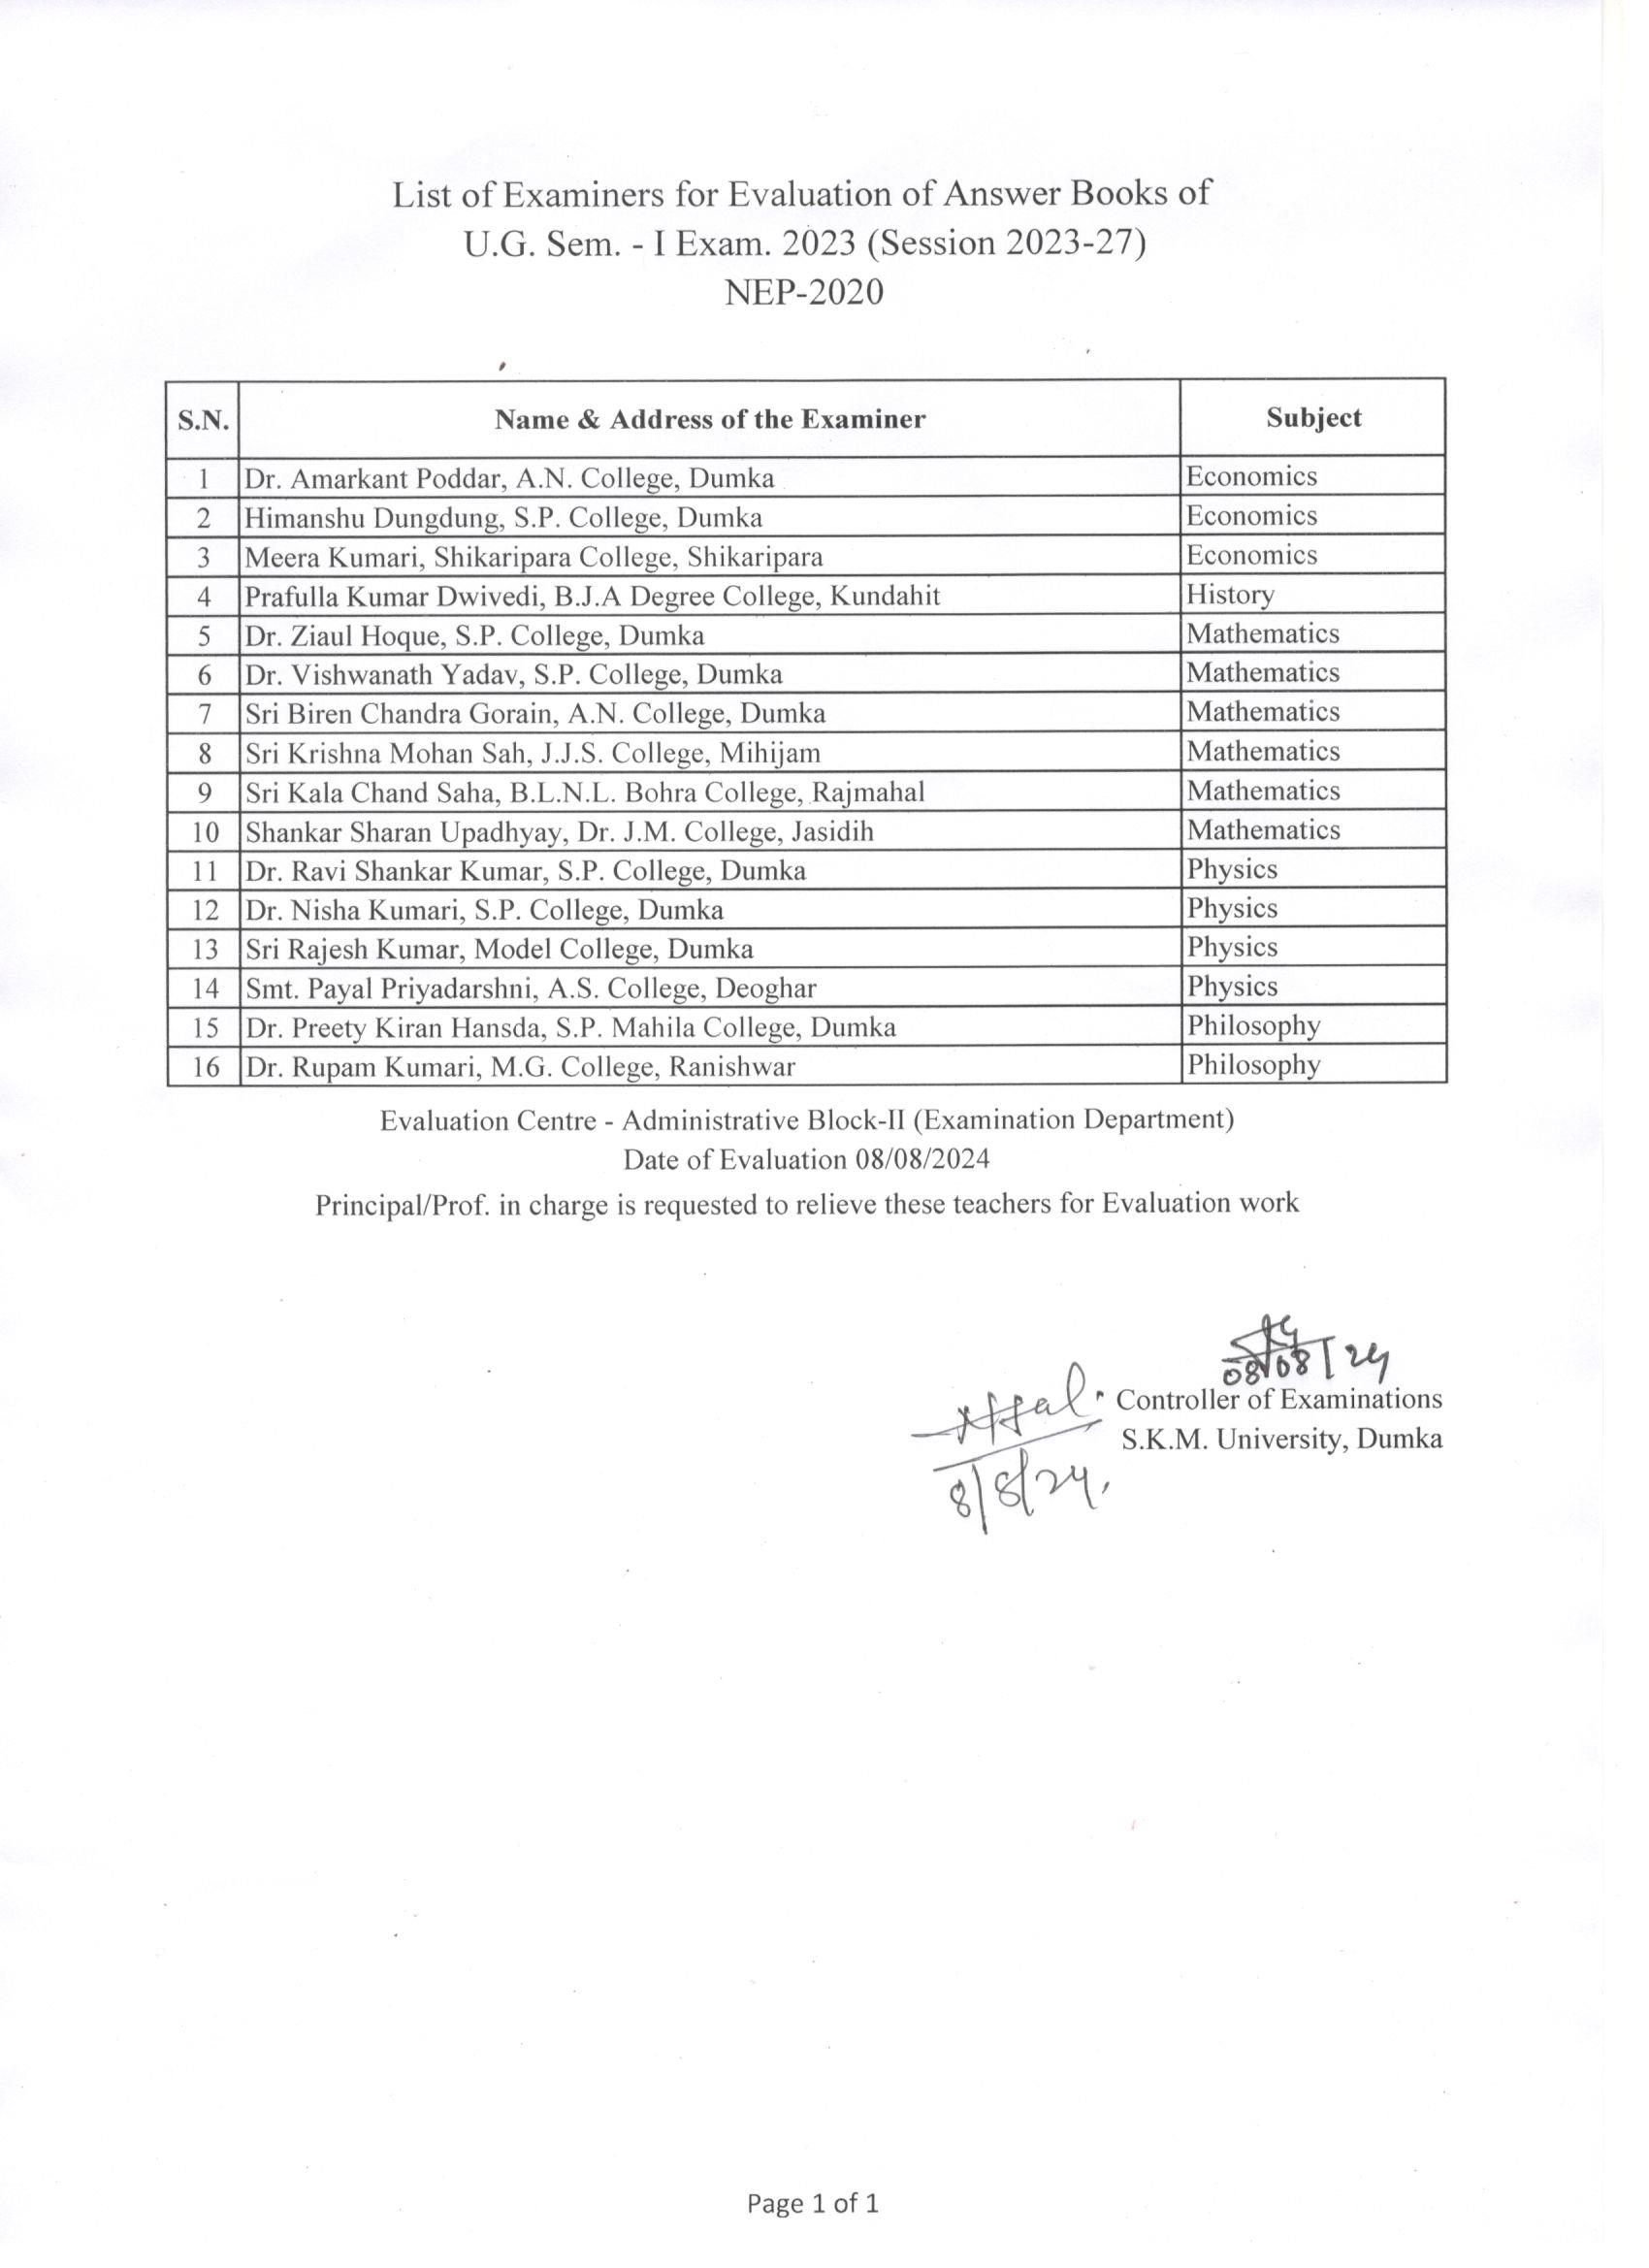 List of Examiners for Evaluation of Answer Books of
U.G. Sem. - I Exam. 2023 (Session 2023-27)
NEP-2020
S.N. Name & Address of the Examiner Subject
1 Dr. Amarkant Poddar, A.N. College, Dumka Economics
2 Himanshu Dungdung, S.P. College, Dumka Economics
3 Meera Kumari, Shikaripara College, Shikaripara Economics
4 Prafulla Kumar Dwivedi, B.J.A Degree College, Kundahit History
5 Dr. Ziaul Hoque, S.P. College, Dumka Mathematics
6 Dr. Vishwanath Yadav, S.P. College, Dumka Mathematics
7 Sri Biren Chandra Gorain, A.N. College, Dumka Mathematics
8 Sri Krishna Mohan Sah, J.J.S. College, Mihijam Mathematics
9 Sri Kala Chand Saha, B.L.N.L. Bohra College, Rajmahal Mathematics
10 Shankar Sharan Upadhyay, Dr. J.M. College, Jasidih Mathematics
11 Dr. Ravi Shankar Kumar, S.P. College, Dumka Physics
12 Dr. Nisha Kumari, S.P. College, Dumka Physics
13 Sri Rajesh Kumar, Model College, Dumka Physics
14 Smt. Payal Priyadarshni, A.S. College, Deoghar Physics
15 Dr. Preety Kiran Hansda, S.P. Mahila College, Dumka Philosophy
16 Dr. Rupam Kumari, M.G. College, Ranishwar Philosophy
Evaluation Centre - Administrative Block-II (Examination Department)
Date of Evaluation 08/08/2024
Principal/Prof. in charge is requested to relieve these teachers for Evaluation work
08/08/24
Controller of Examinations
S.K.M. University, Dumka
8/8/24.
Page 1 of 1